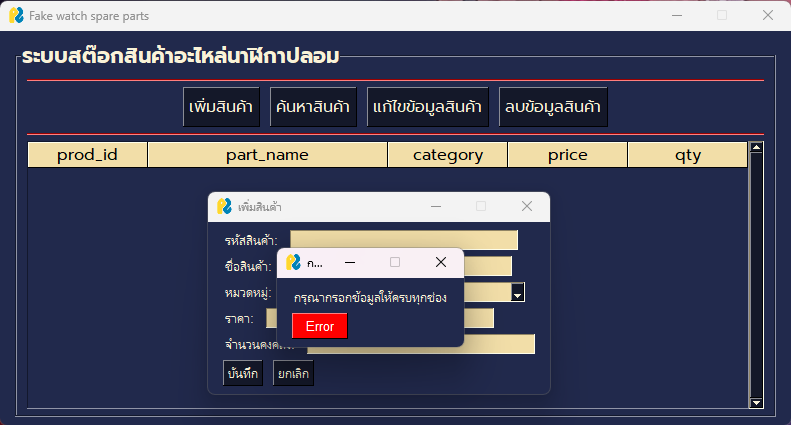 Fake watch spare parts
ระบบสต๊อกสินค้าอะไหล่นาฬิกาปลอม
เพิ่มสินค้า ค้นหาสินค้า แก้ไขข้อมูลสินค้า ลบข้อมูลสินค้า
prod_id part_name category price qty
เพิ่มสินค้า
รหัสสินค้า:
ชื่อสินค้า:
หมวดหมู่:
ราคา:
จำนวนคงคลัง:
บันทึก ยกเลิก
ก...
กรุณากรอกข้อมูลให้ครบทุกช่อง
Error